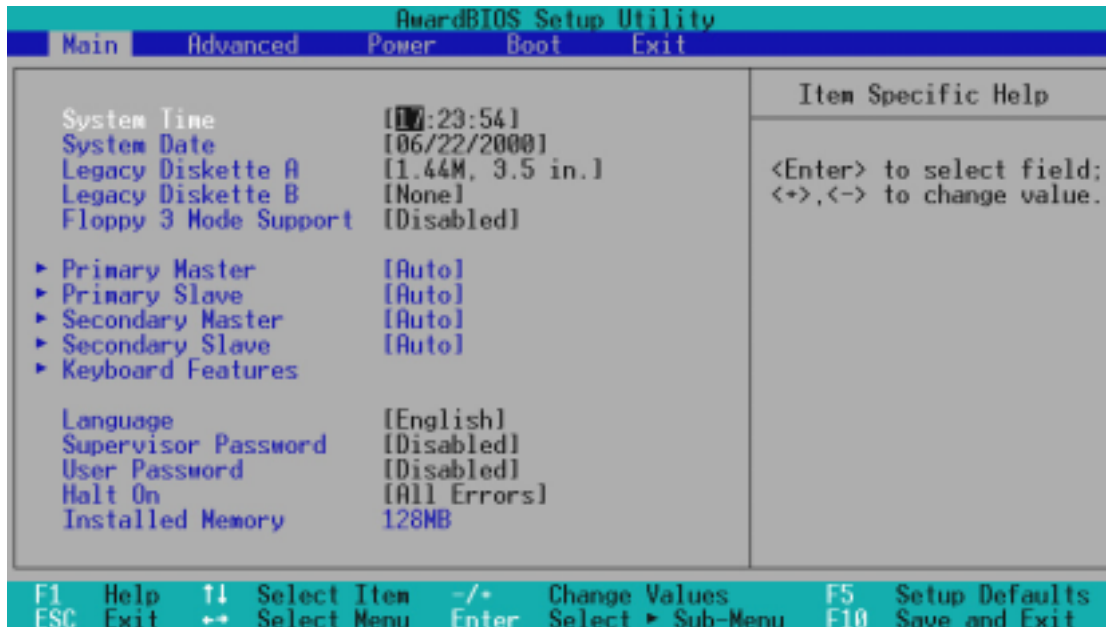 AwardBIOS Setup Utility
Main Advanced Power Boot Exit
Item Specific Help
System Time [17:23:54]
System Date [06/22/2000]
Legacy Diskette A [1.44M, 3.5 in.]
Legacy Diskette B [None]
Floppy 3 Mode Support [Disabled]
<Enter> to select field;
<+>,<-> to change value.
▸ Primary Master [Auto]
▸ Primary Slave [Auto]
▸ Secondary Master [Auto]
▸ Secondary Slave [Auto]
▸ Keyboard Features
Language [English]
Supervisor Password [Disabled]
User Password [Disabled]
Halt On [All Errors]
Installed Memory 128MB
F1 Help ↑↓ Select Item -/+ Change Values F5 Setup Defaults
ESC Exit ←→ Select Menu Enter Select ▸ Sub-Menu F10 Save and Exit